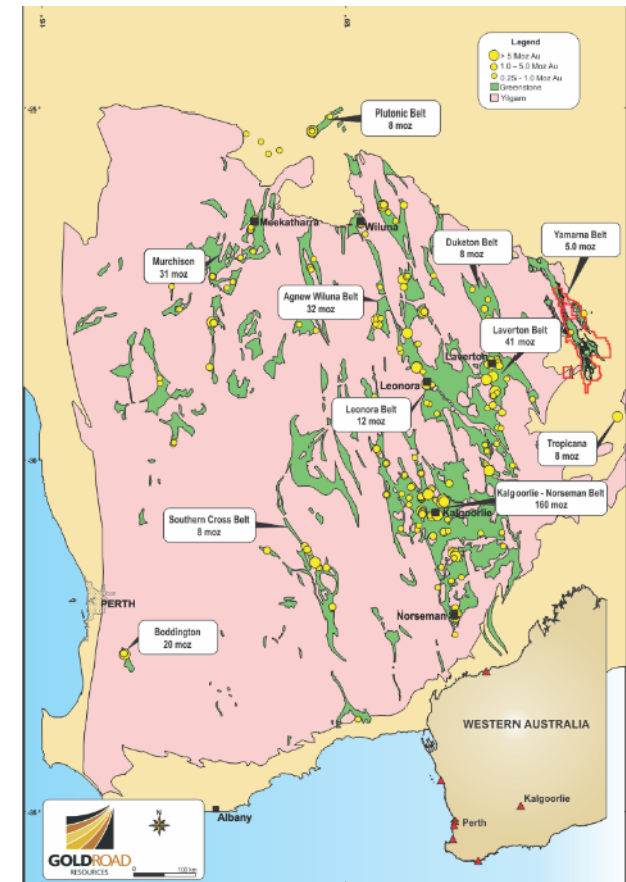 Legend
> 5 Moz Au
1.0 – 5.0 Moz Au
0.25 - 1.0 Moz Au
Greenstone
Yilgarn
Plutonic Belt
8 moz
Meekatharra
Wiluna
Murchison
31 moz
Duketon Belt
8 moz
Yamarna Belt
5.0 moz
Agnew Wiluna Belt
32 moz
Laverton Belt
41 moz
Laverton
Leonora
Leonora Belt
12 moz
Tropicana
8 moz
Kalgoorlie - Norseman Belt
160 moz
Kalgoorlie
Southern Cross Belt
8 moz
PERTH
Norseman
Boddington
20 moz
WESTERN AUSTRALIA
Kalgoorlie
Perth
Albany
N
GOLDROAD
RESOURCES
0
100 km